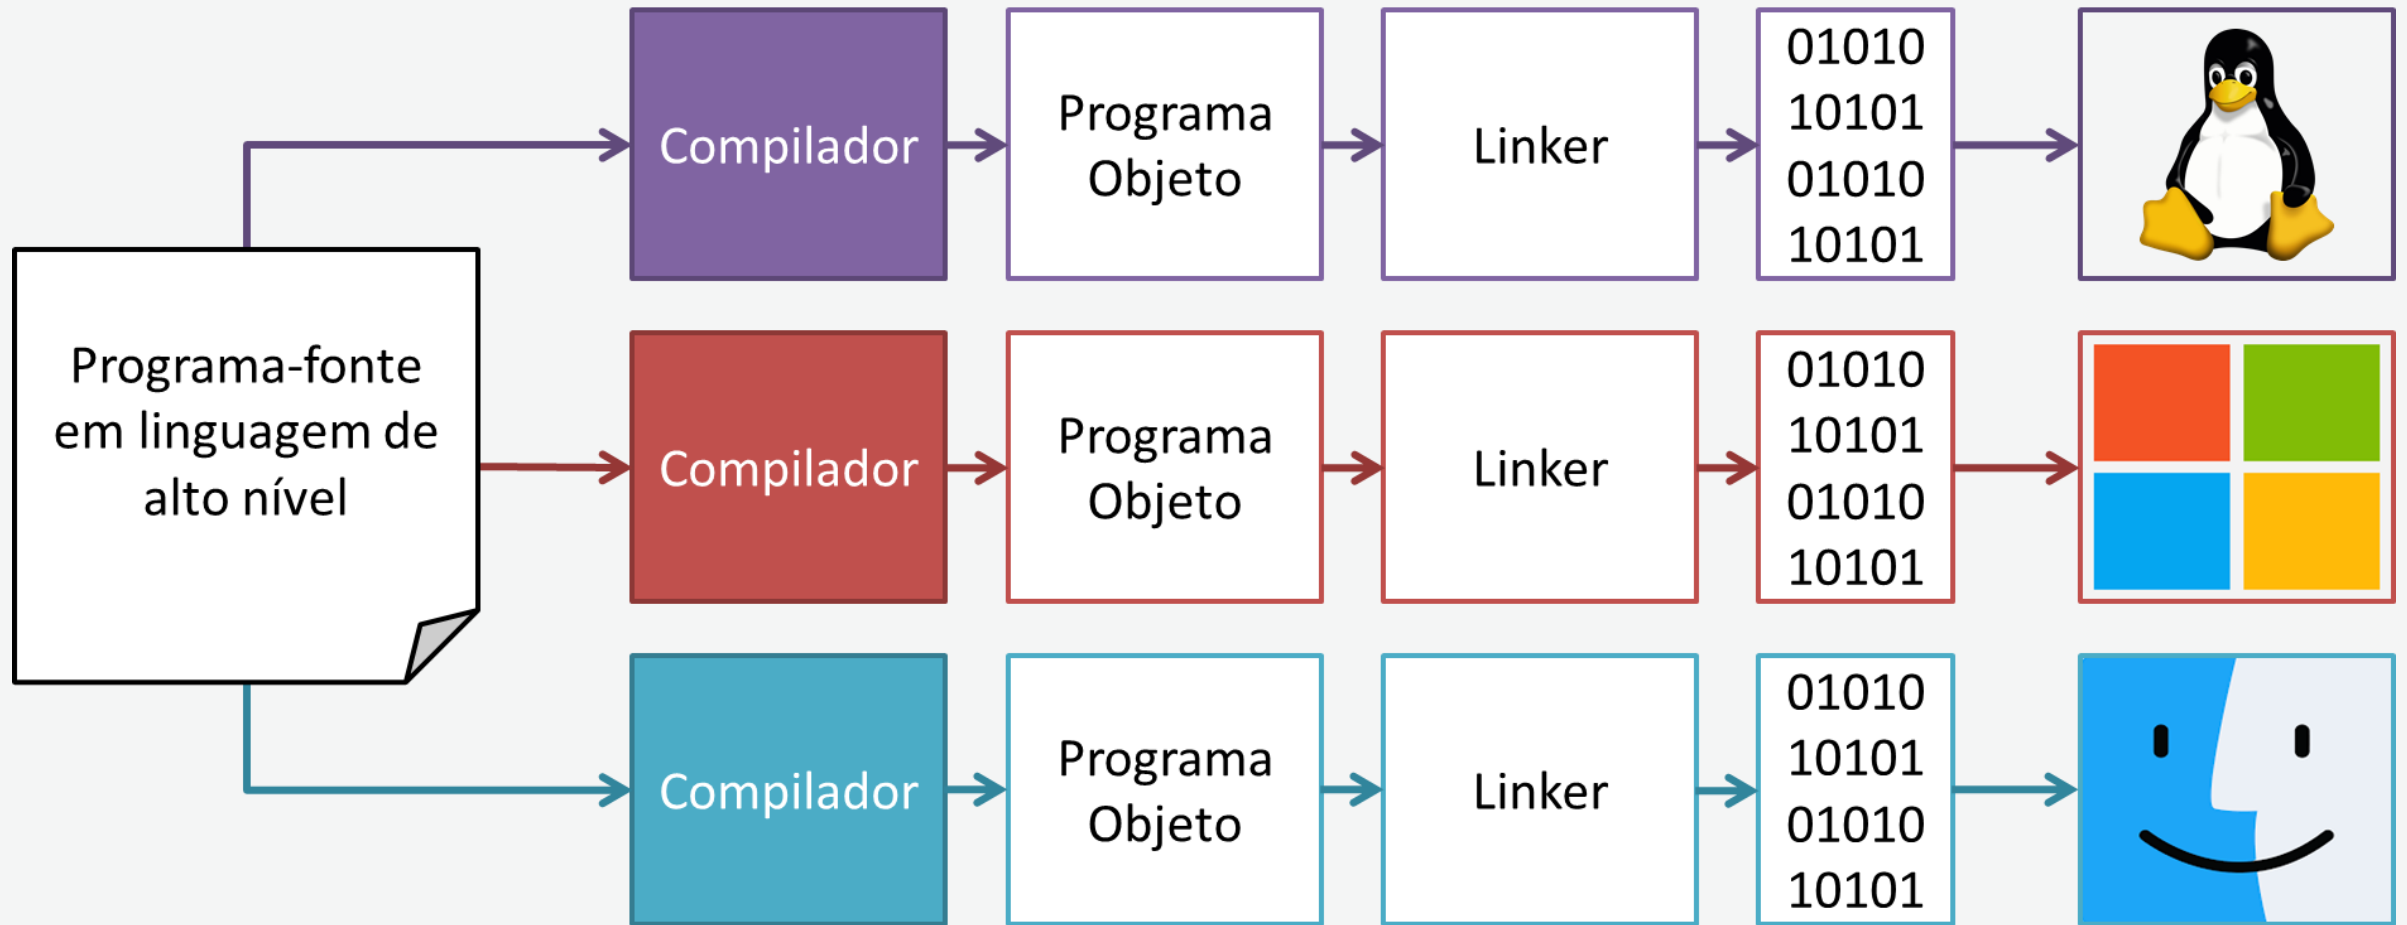 Programa-fonte
em linguagem de
alto nível
Compilador
Programa
Objeto
Linker
01010
10101
01010
10101
Compilador
Programa
Objeto
Linker
01010
10101
01010
10101
Compilador
Programa
Objeto
Linker
01010
10101
01010
10101